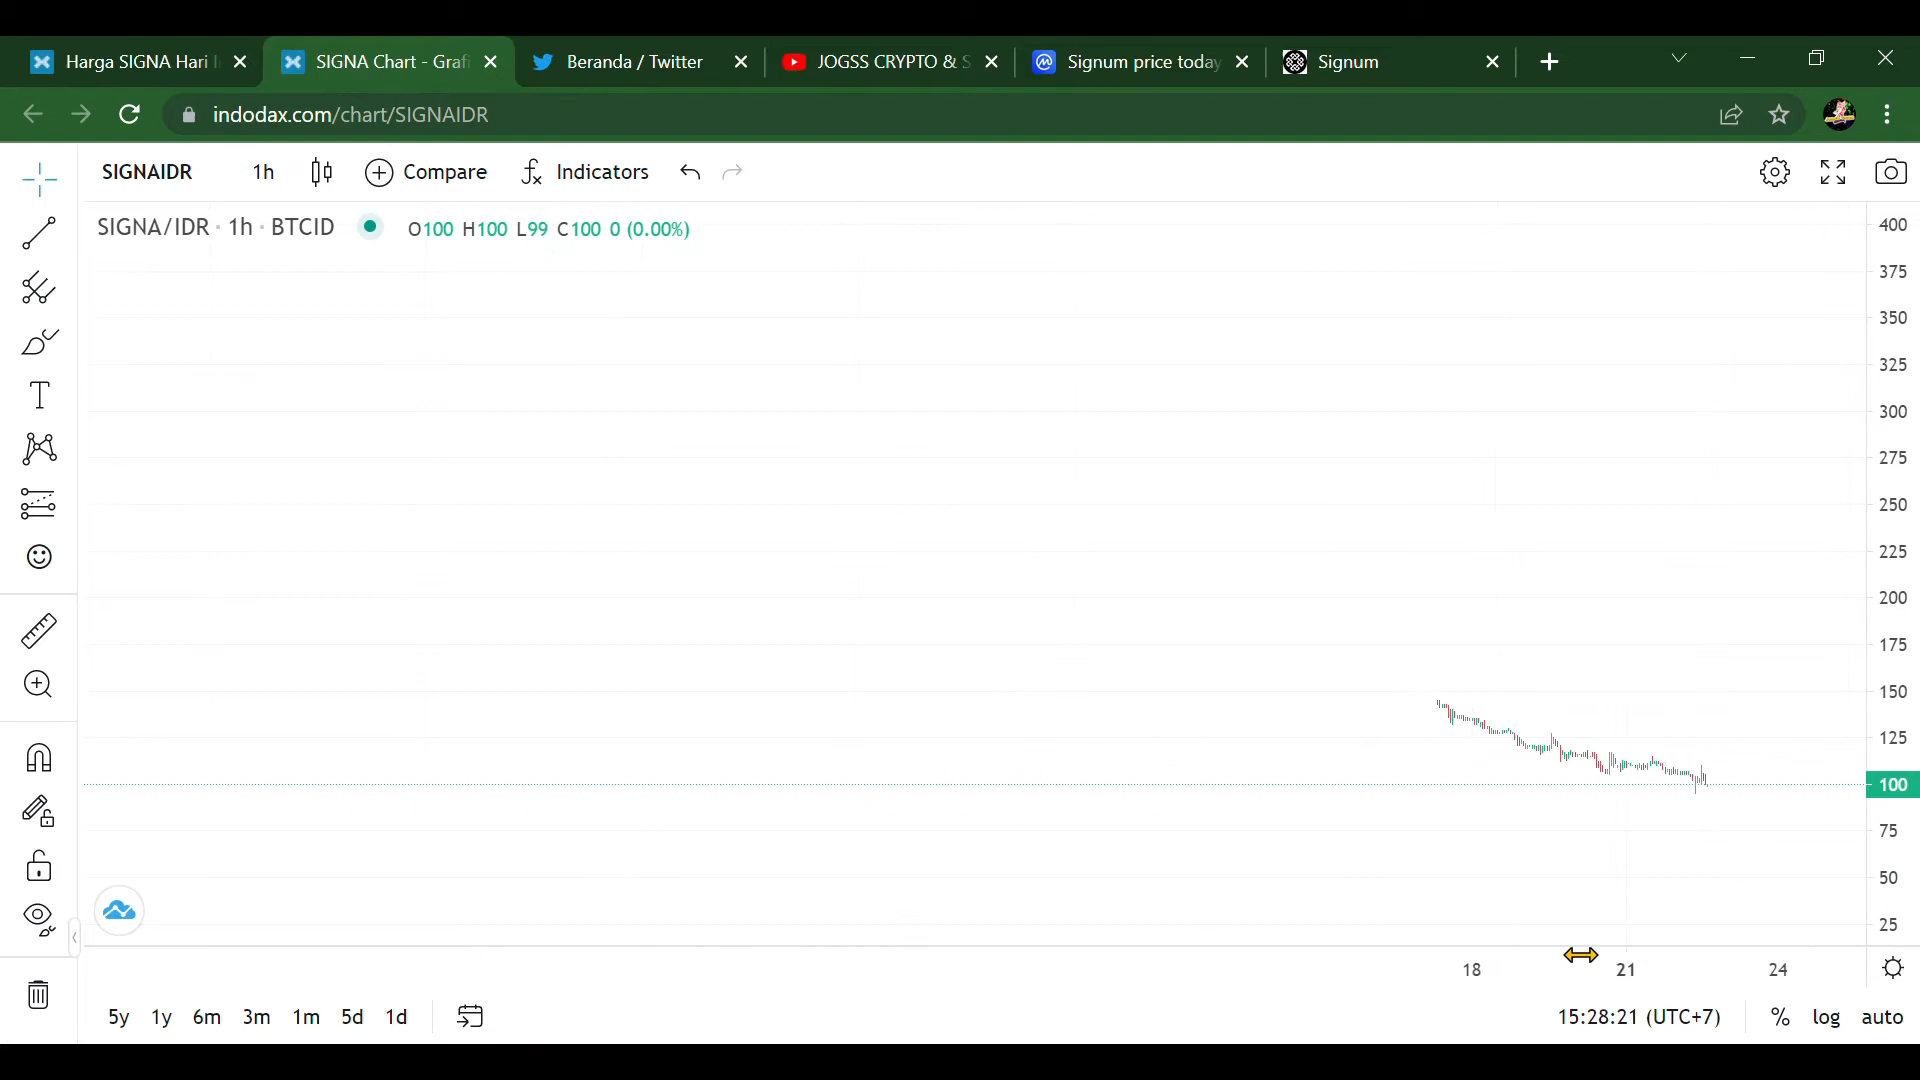 Harga SIGNA Hari I
SIGNA Chart - Grafi
Beranda / Twitter
JOGSS CRYPTO & S
Signum price today
Signum
indodax.com/chart/SIGNAIDR
SIGNAIDR 1h Compare Indicators
SIGNA/IDR · 1h · BTCID O100 H100 L99 C100 0 (0.00%)
400
375
350
325
300
275
250
225
200
175
150
125
100
75
50
25
18 21 24
5y 1y 6m 3m 1m 5d 1d
15:28:21 (UTC+7) % log auto